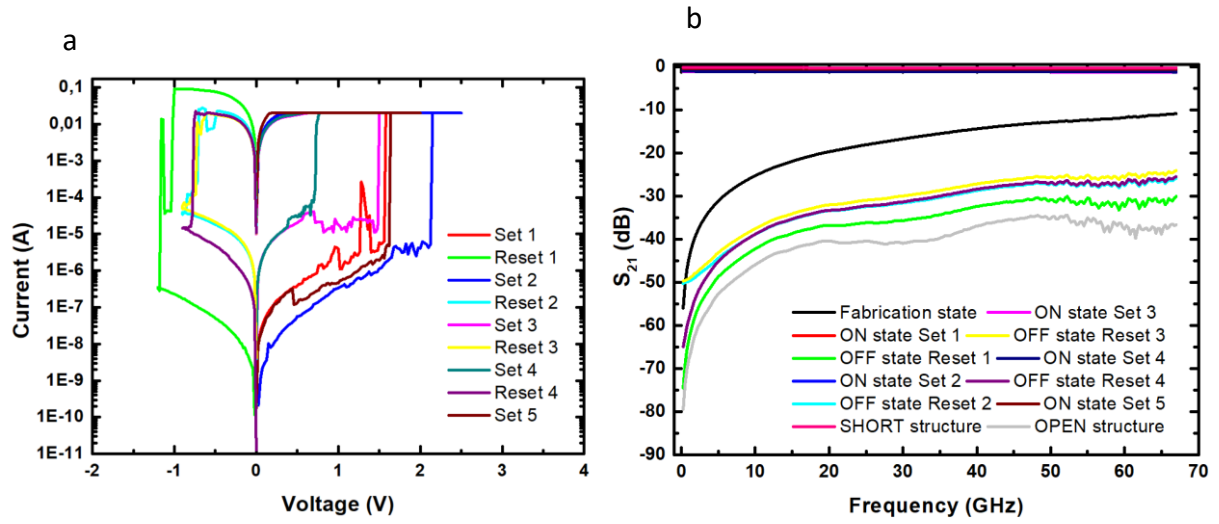 a
b
Current (A)
0,1
0,01
1E-3
1E-4
1E-5
1E-6
1E-7
1E-8
1E-9
1E-10
1E-11
-2
-1
0
1
2
3
4
Voltage (V)
Set 1
Reset 1
Set 2
Reset 2
Set 3
Reset 3
Set 4
Reset 4
Set 5
S21 (dB)
0
-10
-20
-30
-40
-50
-60
-70
-80
-90
0
10
20
30
40
50
60
70
Frequency (GHz)
Fabrication state
ON state Set 3
ON state Set 1
OFF state Reset 3
OFF state Reset 1
ON state Set 4
ON state Set 2
OFF state Reset 4
OFF state Reset 2
ON state Set 5
SHORT structure
OPEN structure